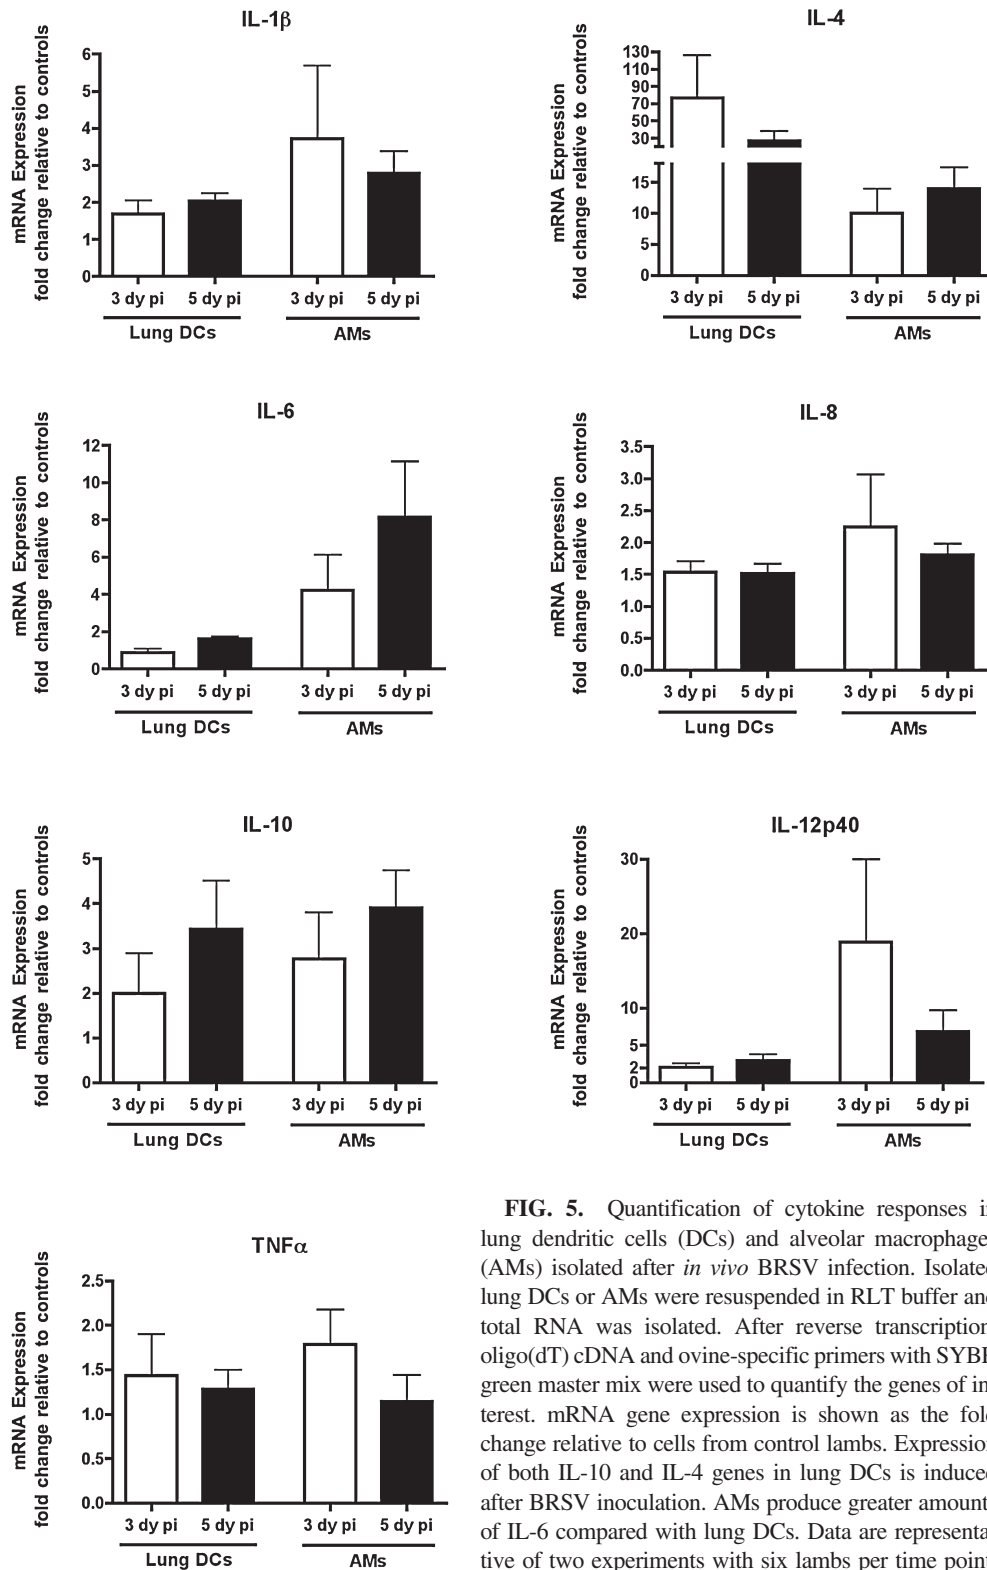 IL-1β
mRNA Expression
fold change relative to controls
6
5
4
3
2
1
0
3 dy pi 5 dy pi 3 dy pi 5 dy pi
Lung DCs AMs
IL-4
mRNA Expression
fold change relative to controls
130
110
90
70
50
30
15
10
5
0
3 dy pi 5 dy pi 3 dy pi 5 dy pi
Lung DCs AMs
IL-6
mRNA Expression
fold change relative to controls
12
10
8
6
4
2
0
3 dy pi 5 dy pi 3 dy pi 5 dy pi
Lung DCs AMs
IL-8
mRNA Expression
fold change relative to controls
3.5
3.0
2.5
2.0
1.5
1.0
0.5
0.0
3 dy pi 5 dy pi 3 dy pi 5 dy pi
Lung DCs AMs
IL-10
mRNA Expression
fold change relative to controls
5
4
3
2
1
0
3 dy pi 5 dy pi 3 dy pi 5 dy pi
Lung DCs AMs
IL-12p40
mRNA Expression
fold change relative to controls
30
20
10
5
2
0
3 dy pi 5 dy pi 3 dy pi 5 dy pi
Lung DCs AMs
TNFα
mRNA Expression
fold change relative to controls
2.5
2.0
1.5
1.0
0.5
0.0
3 dy pi 5 dy pi 3 dy pi 5 dy pi
Lung DCs AMs
FIG. 5. Quantification of cytokine responses
lung dendritic cells (DCs) and alveolar macrophage
(AMs) isolated after in vivo BRSV infection. Isolated
lung DCs or AMs were resuspended in RLT buffer and
total RNA was isolated. After reverse transcription
oligo(dT) cDNA and ovine-specific primers with
green master mix were used to quantify the genes of in-
terest. mRNA gene expression is shown as the fold
change relative to cells from control lambs. Expression
of both IL-10 and IL-4 genes in lung DCs is induced
after BRSV inoculation. AMs produce greater amount
of IL-6 compared with lung DCs. Data are representa-
tive of two experiments with six lambs per time point